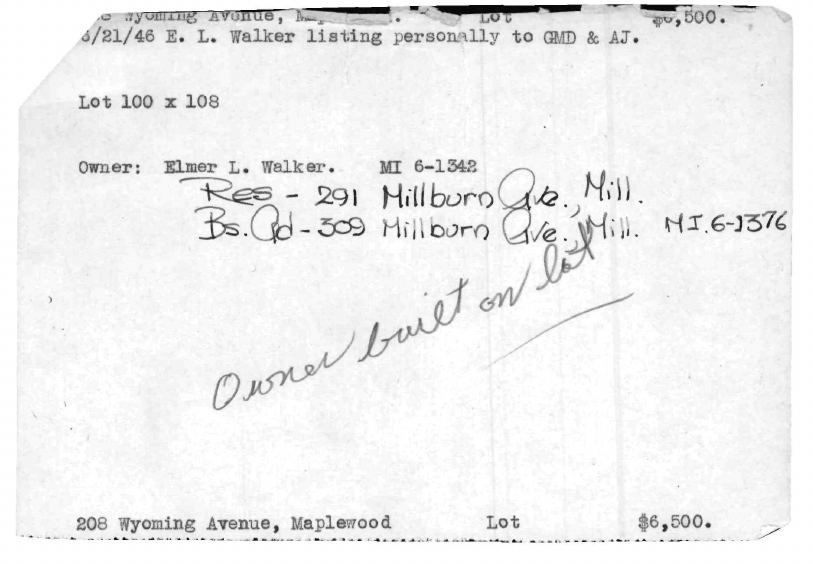 Wyoming Avenue, Lot $6,500.
/21/46 E. L. Walker listing personally to GMD & AJ.
Lot 100 x 108
Owner: Elmer L. Walker. MI 6-1342
Res - 291 Millburn Ave., Mill.
Bs. Ad - 309 Millburn Ave., Mill. MI.6-1376
Owner built on lot
208 Wyoming Avenue, Maplewood Lot $6,500.